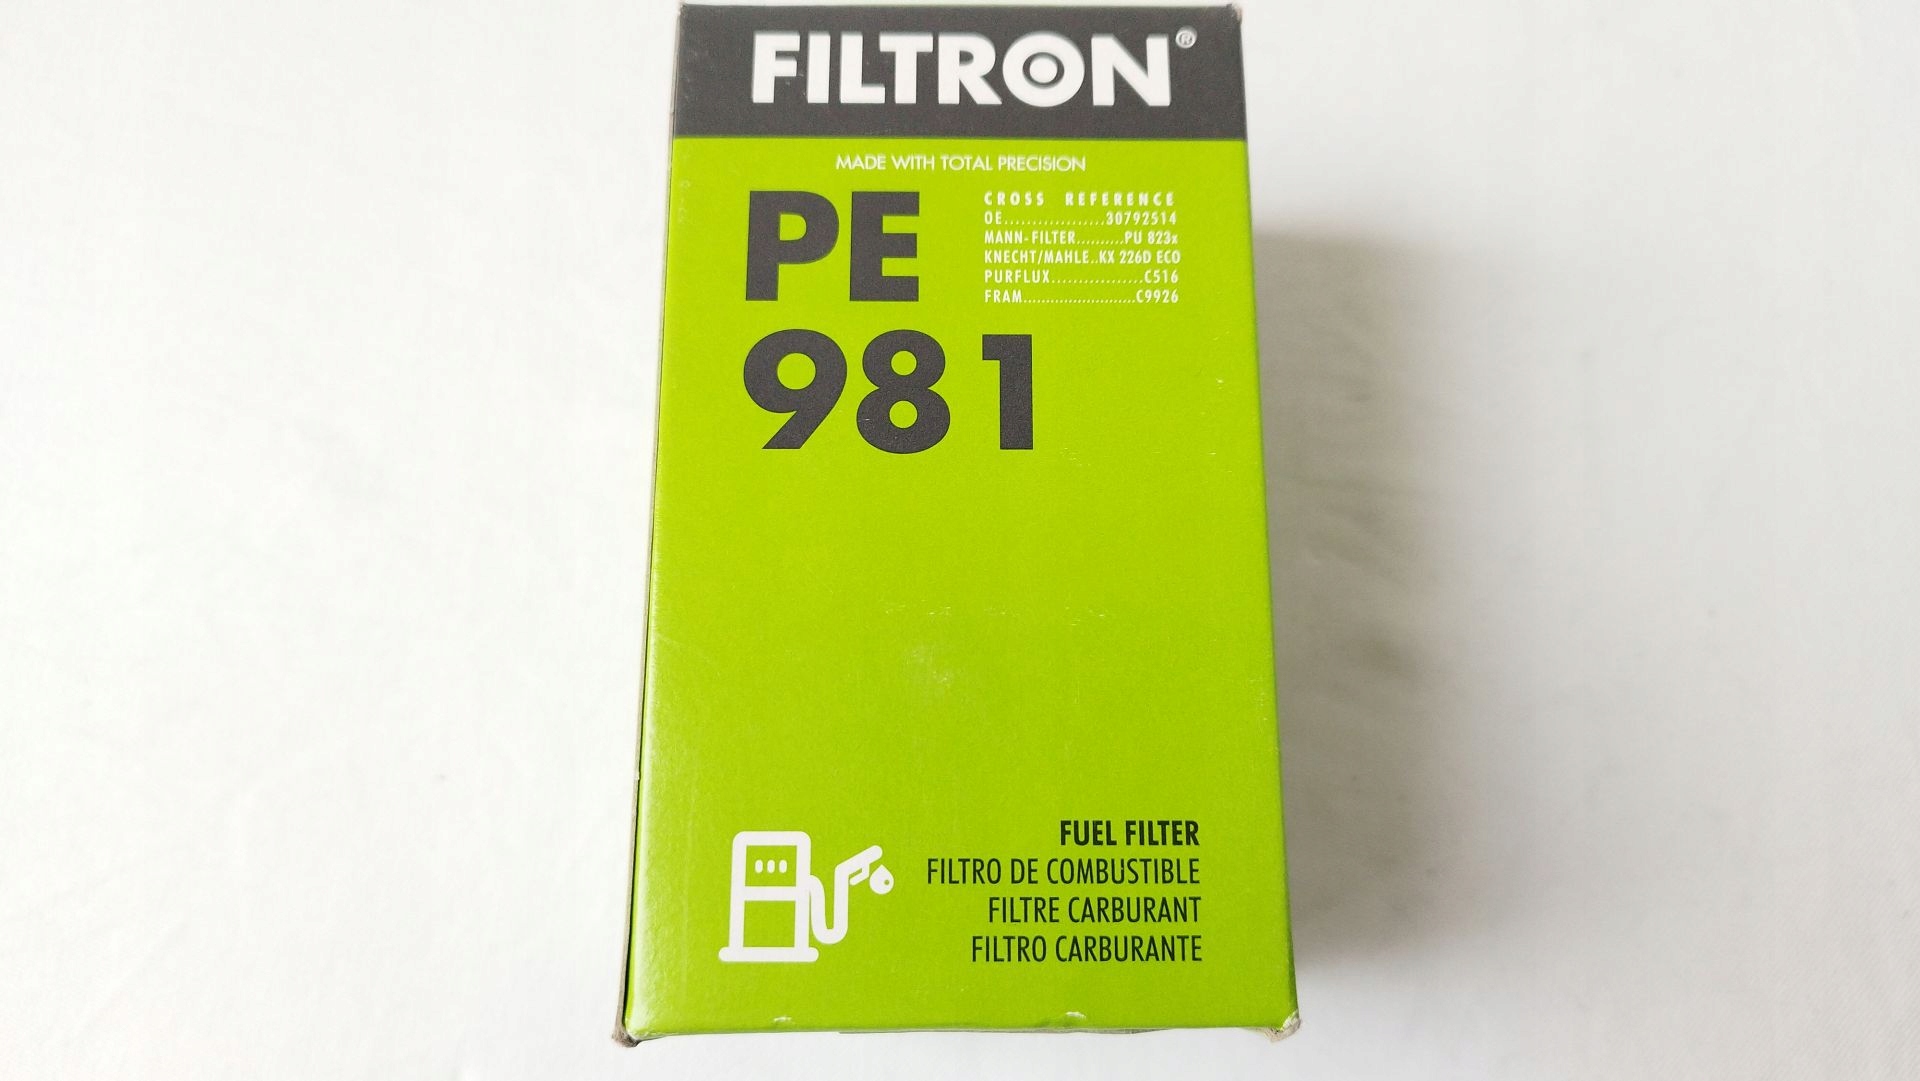 FILTRON®
MADE WITH TOTAL PRECISION
PE
981
CROSS REFERENCE
OE..................30792514
MANN-FILTER..........PU 823x
KNECHT/MAHLE..KX 226D ECO
PURFLUX.................C516
FRAM.........................C9926
FUEL FILTER
FILTRO DE COMBUSTIBLE
FILTRE CARBURANT
FILTRO CARBURANTE